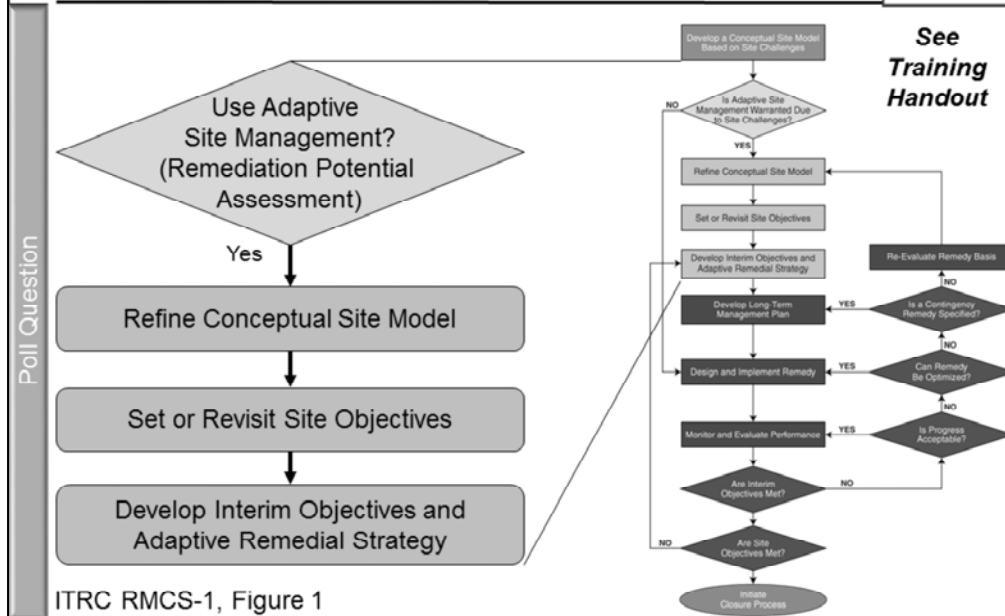 Poll Question
Use Adaptive
Site Management?
(Remediation Potential
Assessment)
Yes
Refine Conceptual Site Model
Set or Revisit Site Objectives
Develop Interim Objectives and
Adaptive Remedial Strategy
ITRC RMCS-1, Figure 1
See
Training
Handout
Develop a Conceptual Site Model
Based on Site Challenges
Is Adaptive Site
Management Warranted Due
to Site Challenges?
NO
YES
Refine Conceptual Site Model
Set or Revisit Site Objectives
Develop Interim Objectives and
Adaptive Remedial Strategy
Develop Long-Term
Management Plan
Design and Implement Remedy
Monitor and Evaluate Performance
Are Interim
Objectives Met?
NO
Are Site
Objectives Met?
NO
Initiate
Closure Process
Re-Evaluate Remedy Basis
NO
Is a Contingency
Remedy Specified?
YES
NO
Can Remedy
Be Optimized?
YES
NO
Is Progress
Acceptable?
YES